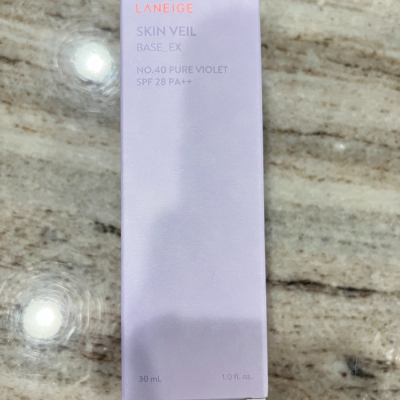 LANEIGE
SKIN VEIL
BASE_EX
NO.40 PURE VIOLET
SPF 28 PA++
30 ml.
1.0 fl. oz.